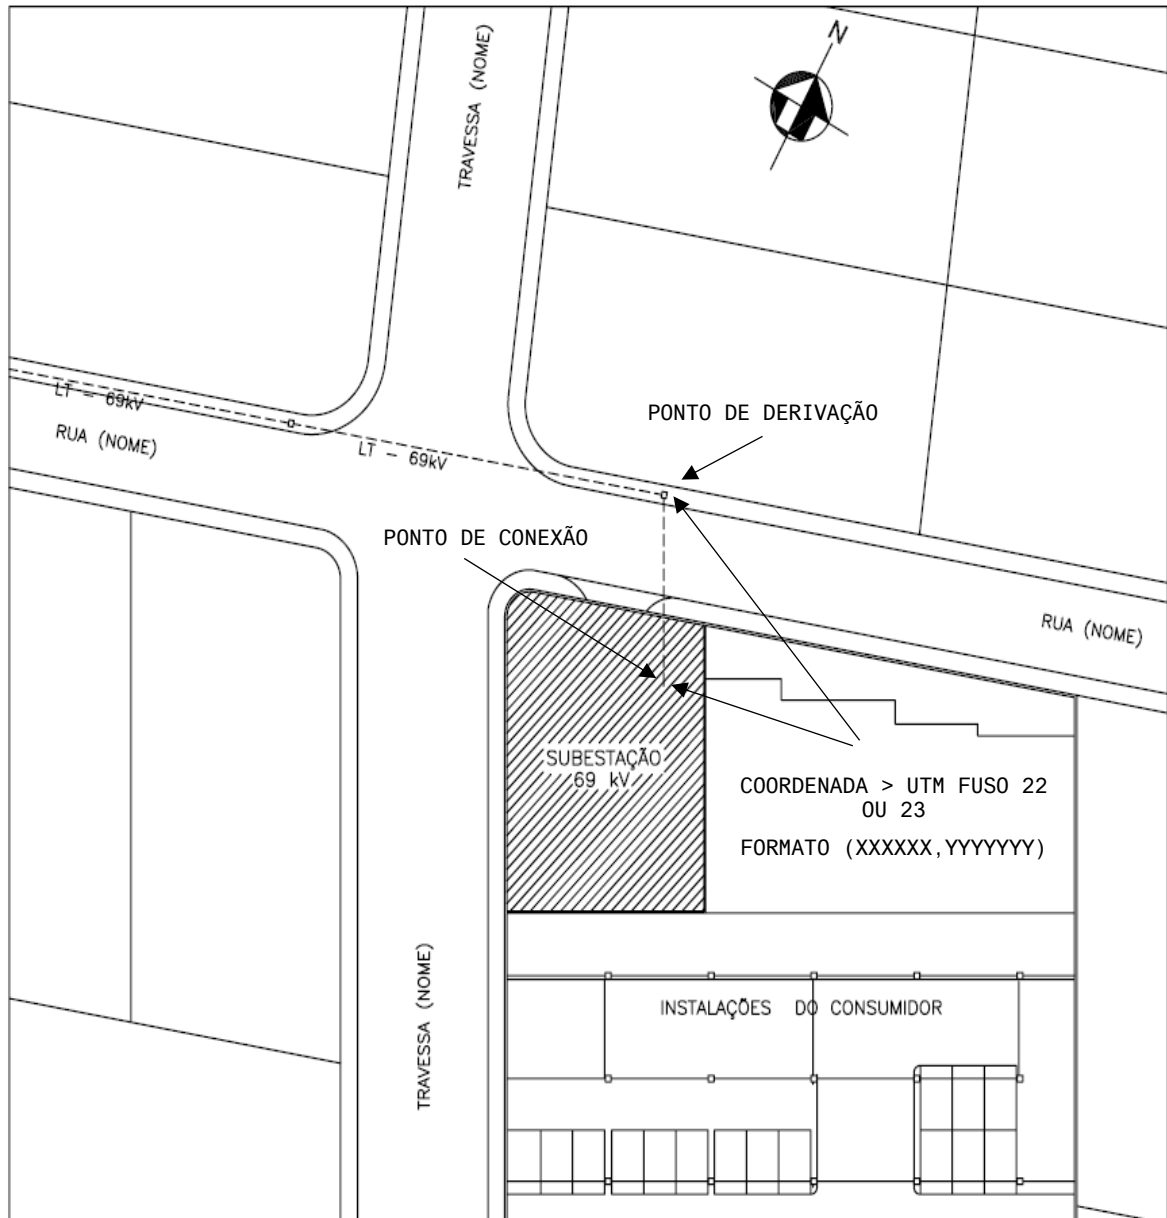 N
TRAVESSA (NOME)
LT - 69kV
RUA (NOME)
LT - 69kV
PONTO DE DERIVAÇÃO
PONTO DE CONEXÃO
RUA (NOME)
SUBESTAÇÃO
69 kV
COORDENADA > UTM FUSO 22
OU 23
FORMATO (XXXXXX,YYYYYYY)
TRAVESSA (NOME)
INSTALAÇÕES DO CONSUMIDOR